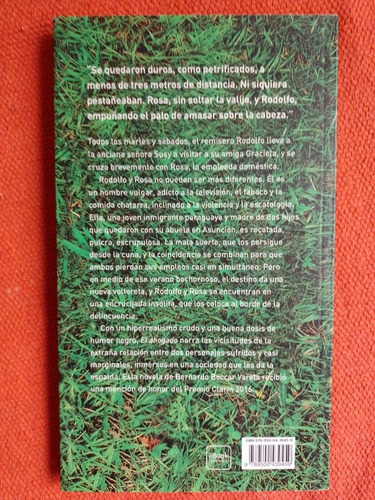 "Se quedaron duros, como petrificados, a
menos de tres metros de distancia. Ni siquiera
pestañeaban. Rosa, sin soltar la valija, y Rodolfo,
empuñando el palo de amasar sobre la cabeza."
Todos los martes y sábados, el remisero Rodolfo lleva a
la anciana señora Susy a visitar a su amiga Graciela, y se
cruza brevemente con Rosa, la empleada doméstica.
Rodolfo y Rosa no pueden ser más diferentes. Él es
un hombre vulgar, adicto a la televisión, el tabaco y la
comida chatarra, inclinado a la violencia y la escatología.
Ella, una joven inmigrante paraguaya y madre de dos hijos
que quedaron con su abuela en Asunción, es recatada,
pulcra, escrupulosa. La mala suerte, que los persigue
desde la cuna, y la coincidencia se combinan para que
ambos pierdan sus empleos casi en simultáneo. Pero
en medio de ese verano bochornoso, el destino da una
nueva voltereta, y Rodolfo y Rosa se encuentran en
una encrucijada insólita, que los coloca al borde de la
delincuencia.
Con un hiperrealismo crudo y una buena dosis de
humor negro, El ahogado narra las vicisitudes de la
extraña relación entre dos personajes sufridos y casi
marginales, inmersos en una sociedad que les da la
espalda. Esta novela de Bernardo Beccar Varela recibió
una mención de honor del Premio Clarín 2016.
eBook